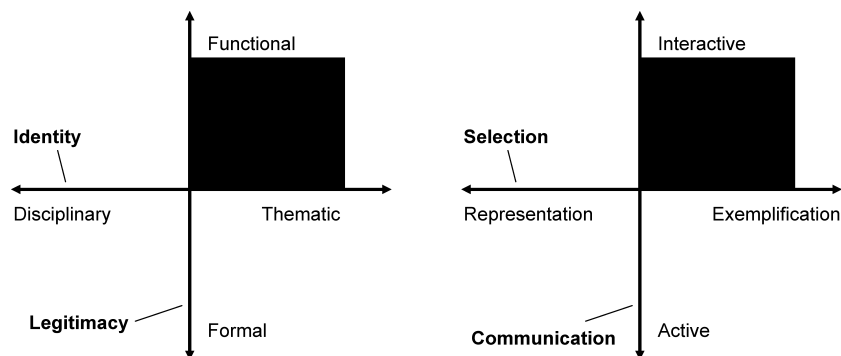 Functional
Interactive
Identity
Selection
Disciplinary
Thematic
Representation
Exemplification
Legitimacy
Formal
Communication
Active